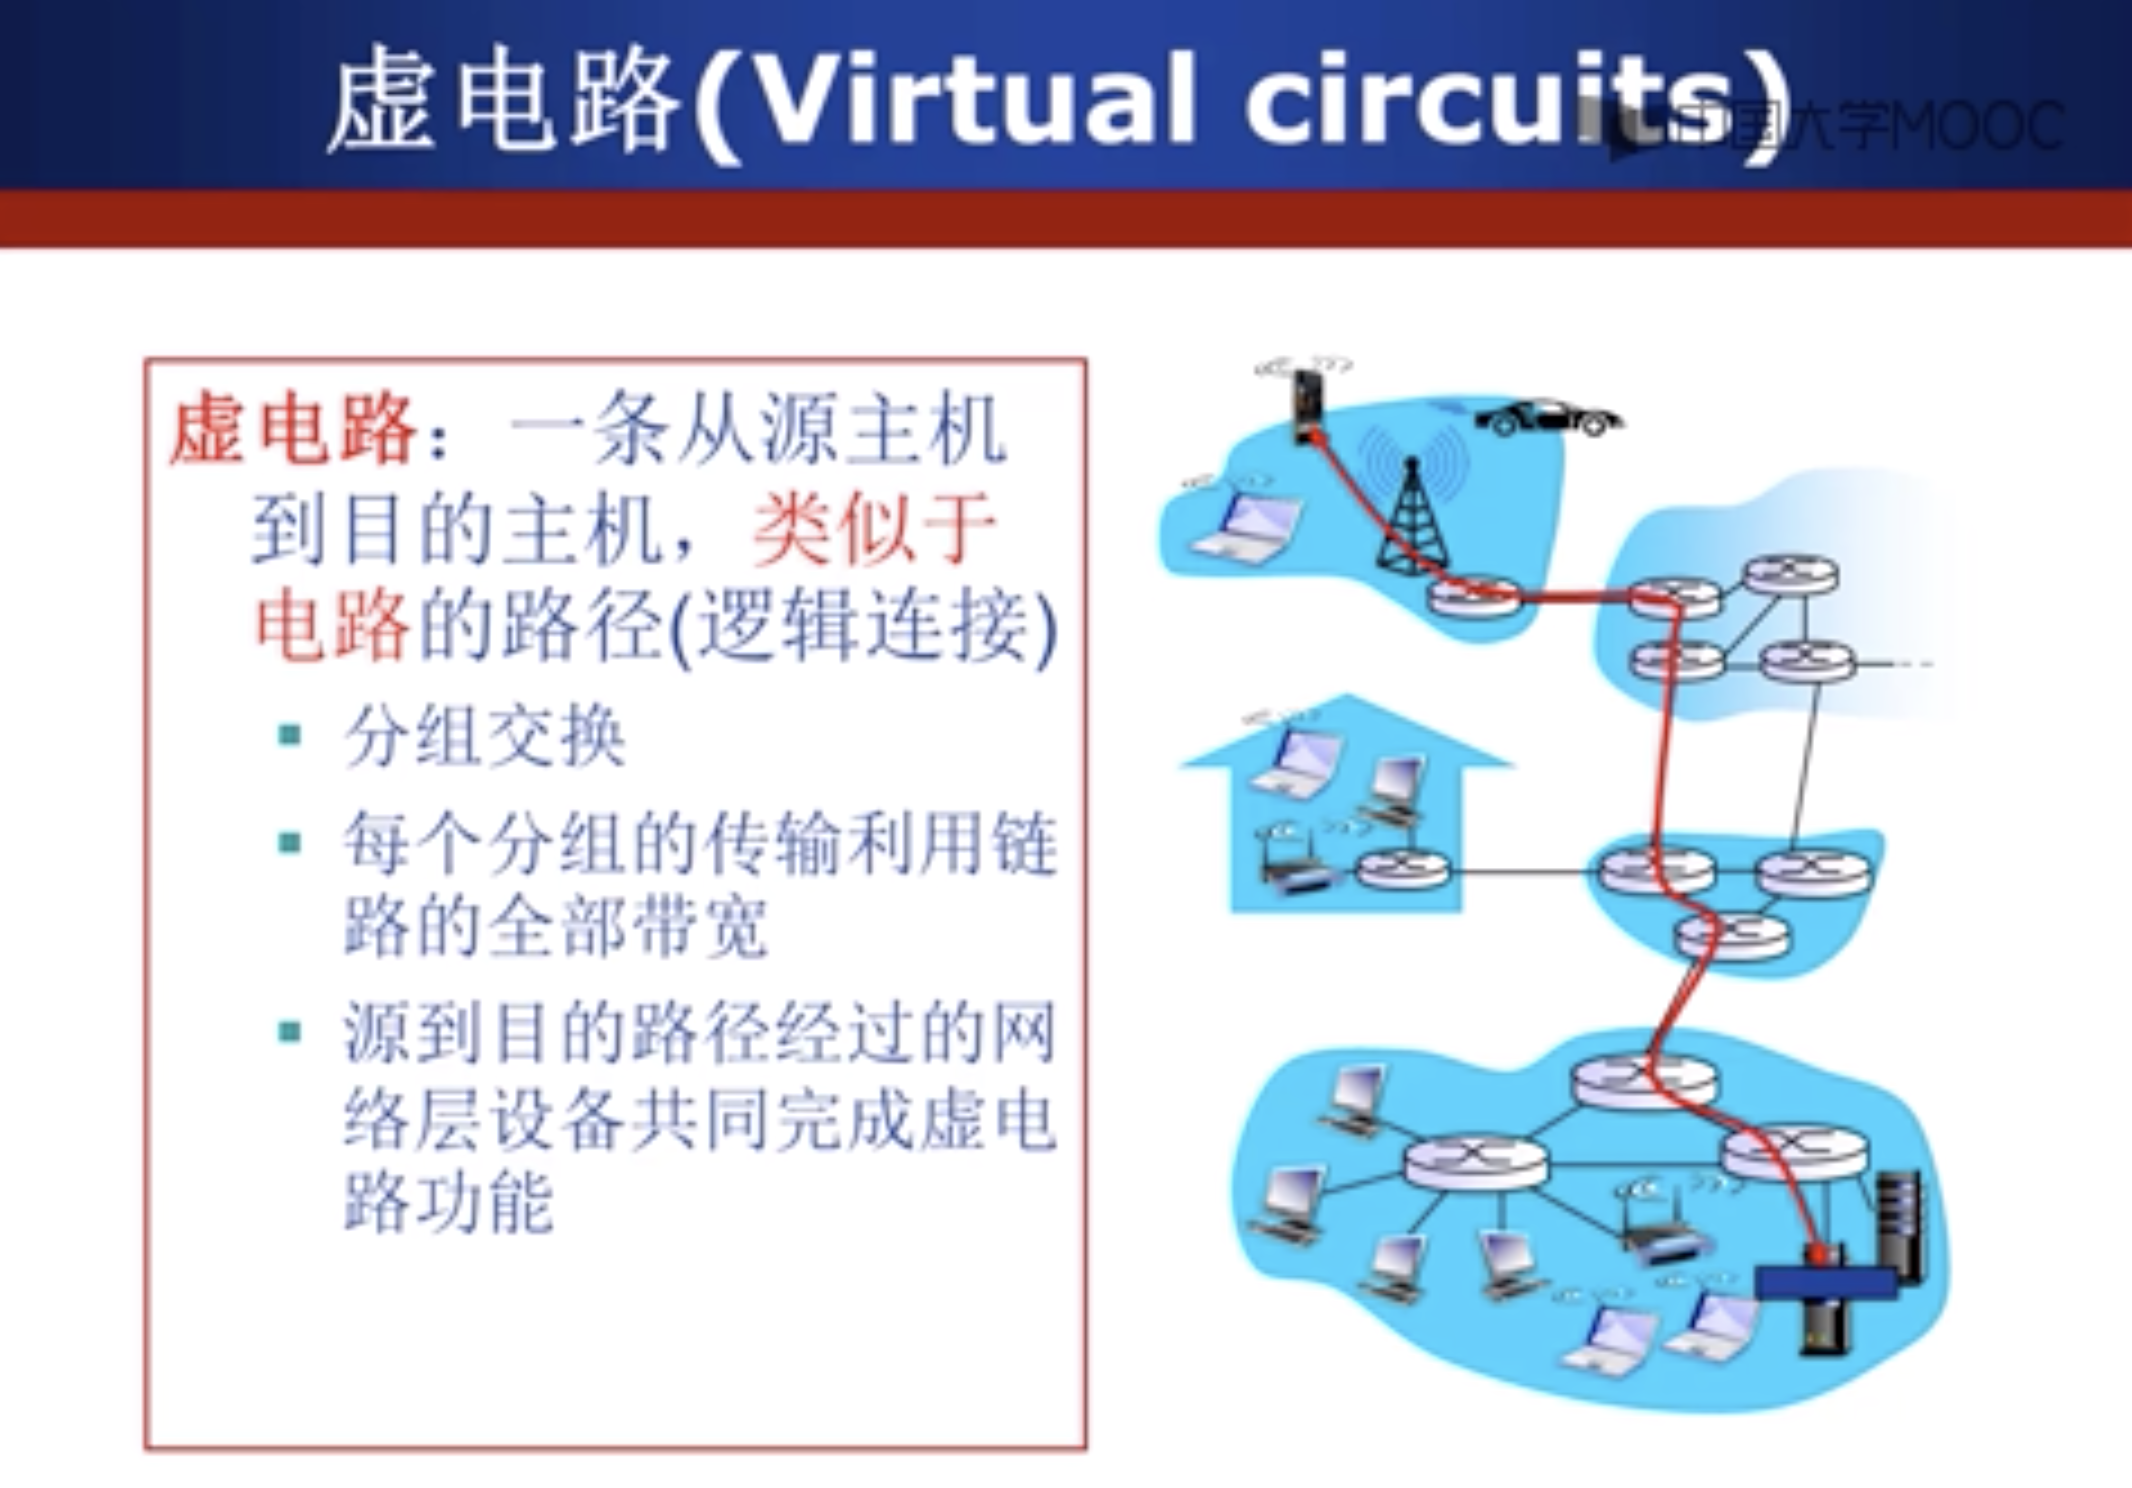 虚电路(Virtual circuits)
中国大学MOOC
虚电路：一条从源主机
到目的主机，类似于
电路的路径(逻辑连接)
分组交换
每个分组的传输利用链
路的全部带宽
源到目的路径经过的网
络层设备共同完成虚电
路功能